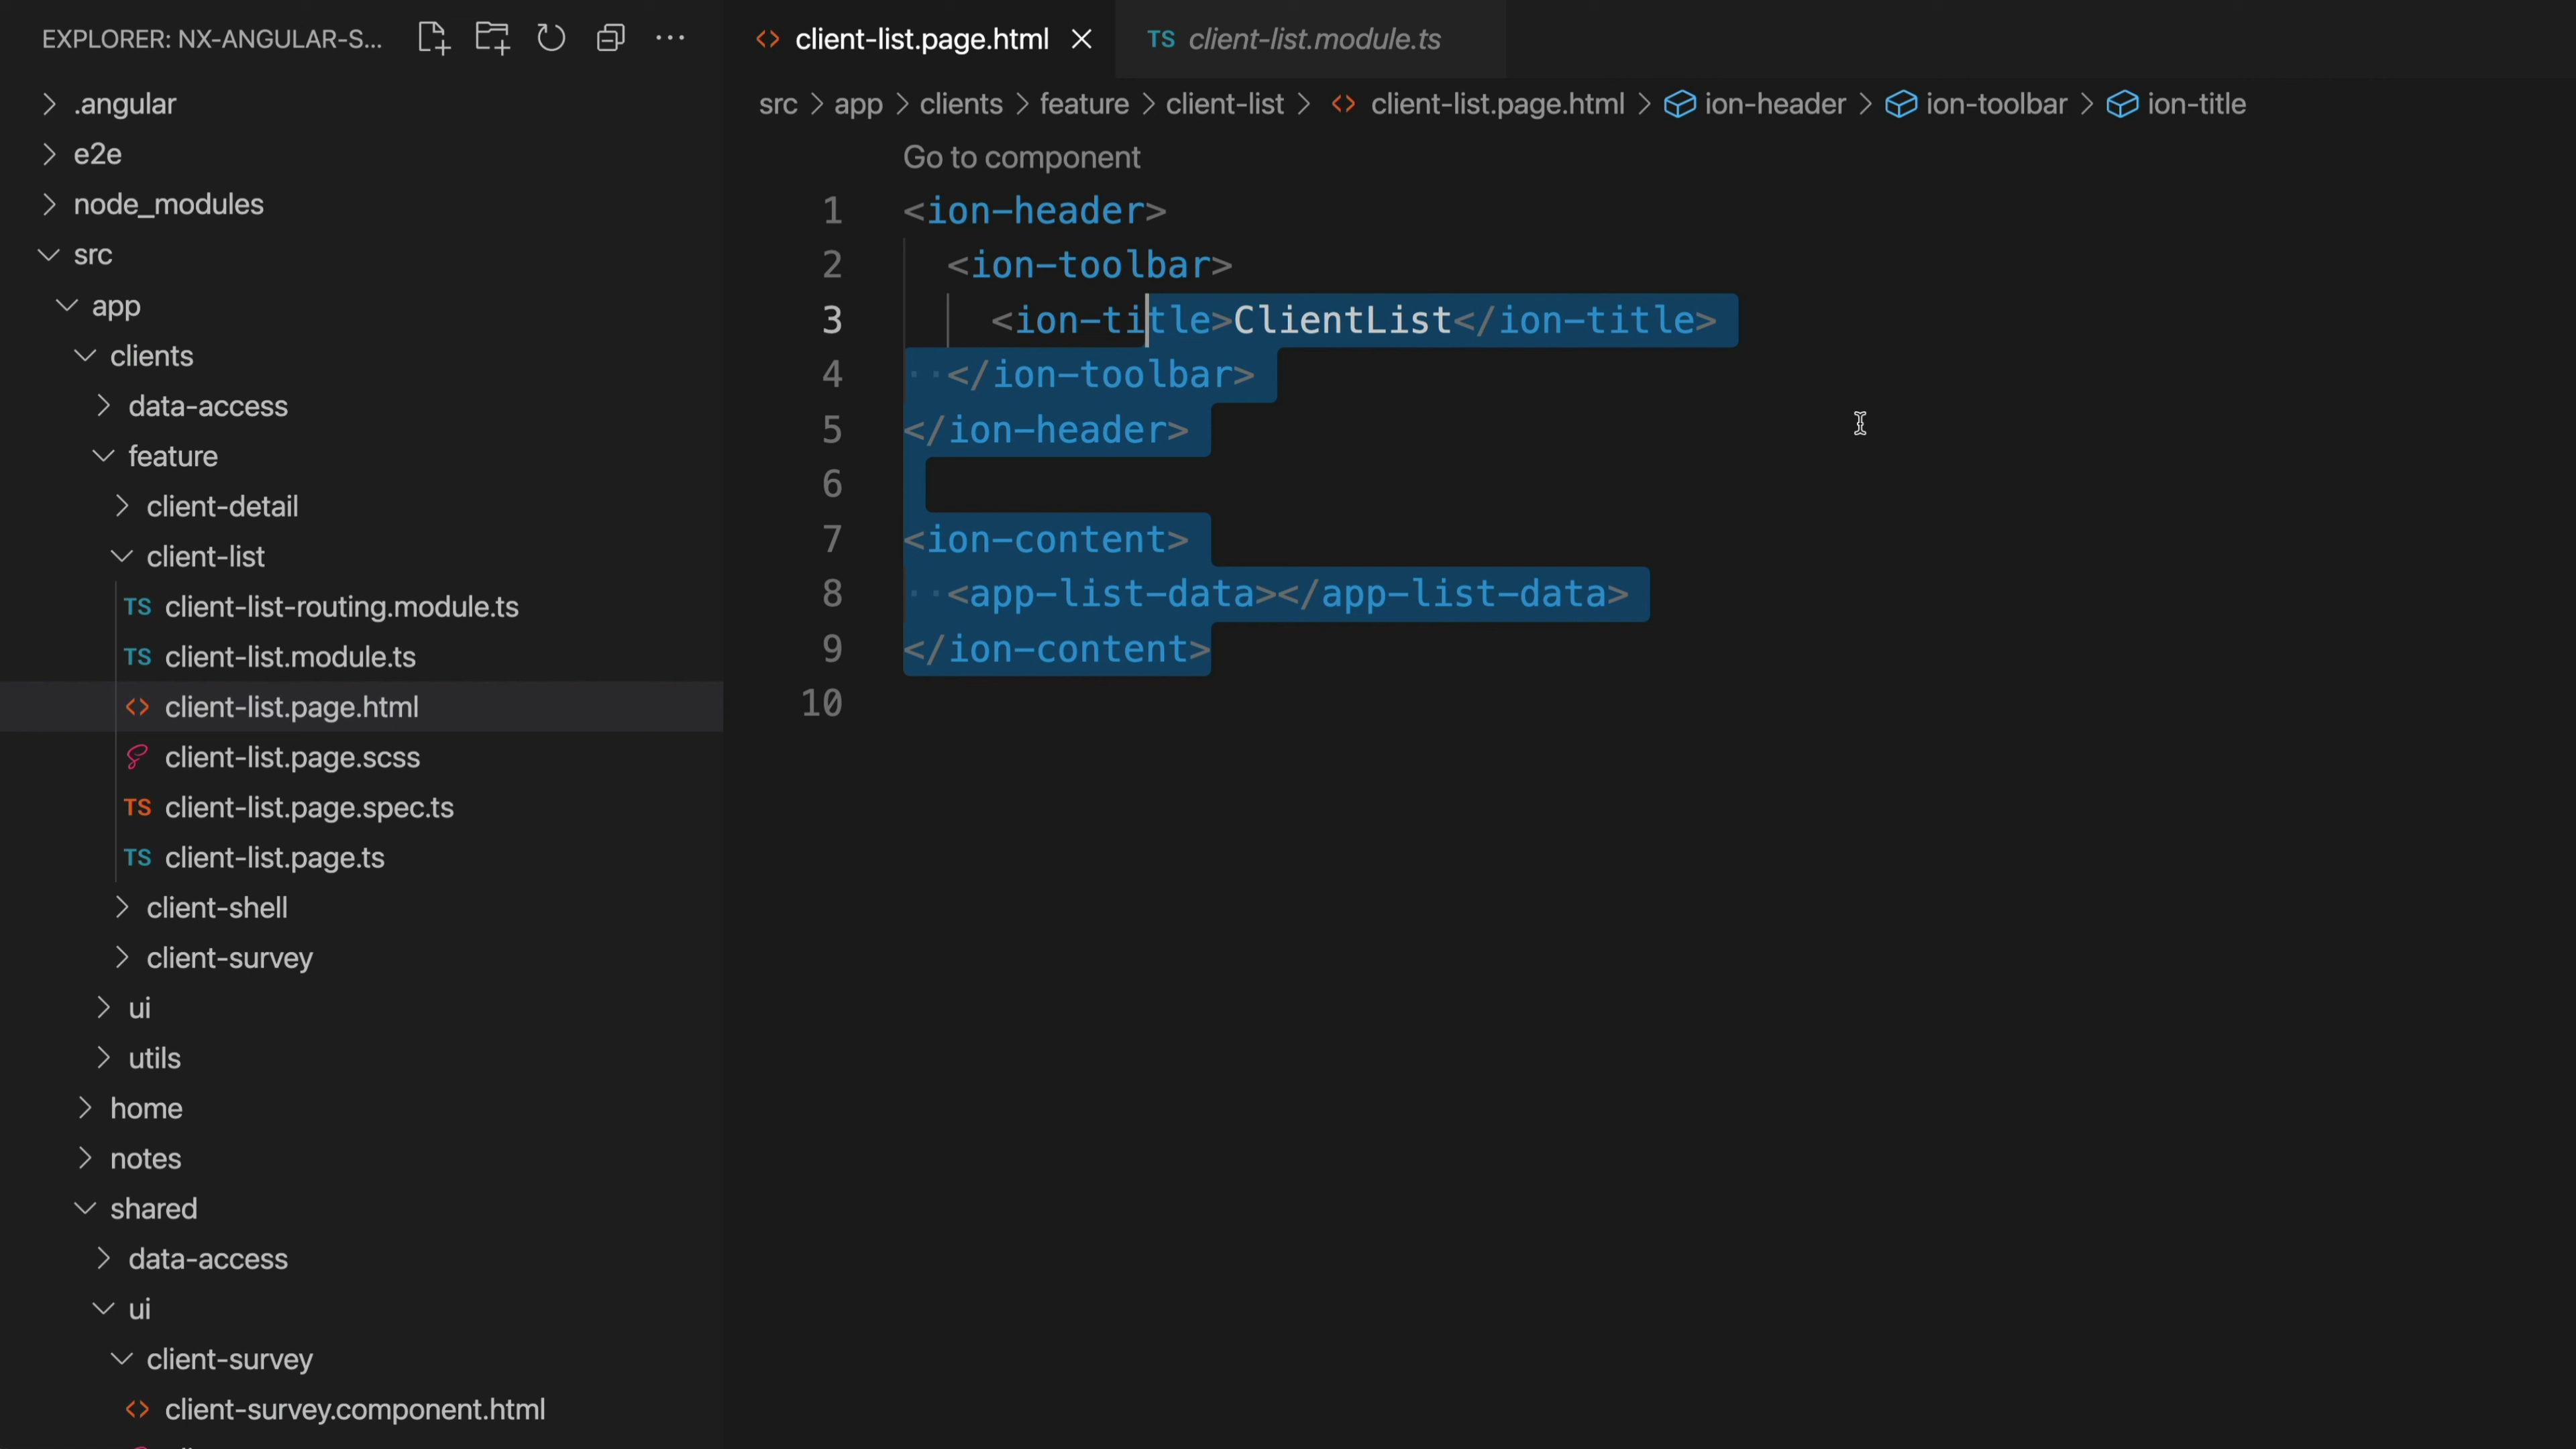 EXPLORER: NX-ANGULAR-S...
.angular
e2e
node_modules
src
app
clients
data-access
feature
client-detail
client-list
TS client-list-routing.module.ts
TS client-list.module.ts
<> client-list.page.html
client-list.page.scss
TS client-list.page.spec.ts
TS client-list.page.ts
client-shell
client-survey
ui
utils
home
notes
shared
data-access
ui
client-survey
<> client-survey.component.html
<> client-list.page.html
TS client-list.module.ts
src > app > clients > feature > client-list > <> client-list.page.html > ion-header > ion-toolbar > ion-title
Go to component
1 <ion-header>
2 <ion-toolbar>
3 <ion-title>ClientList</ion-title>
4 </ion-toolbar>
5 </ion-header>
6
7 <ion-content>
8 <app-list-data></app-list-data>
9 </ion-content>
10